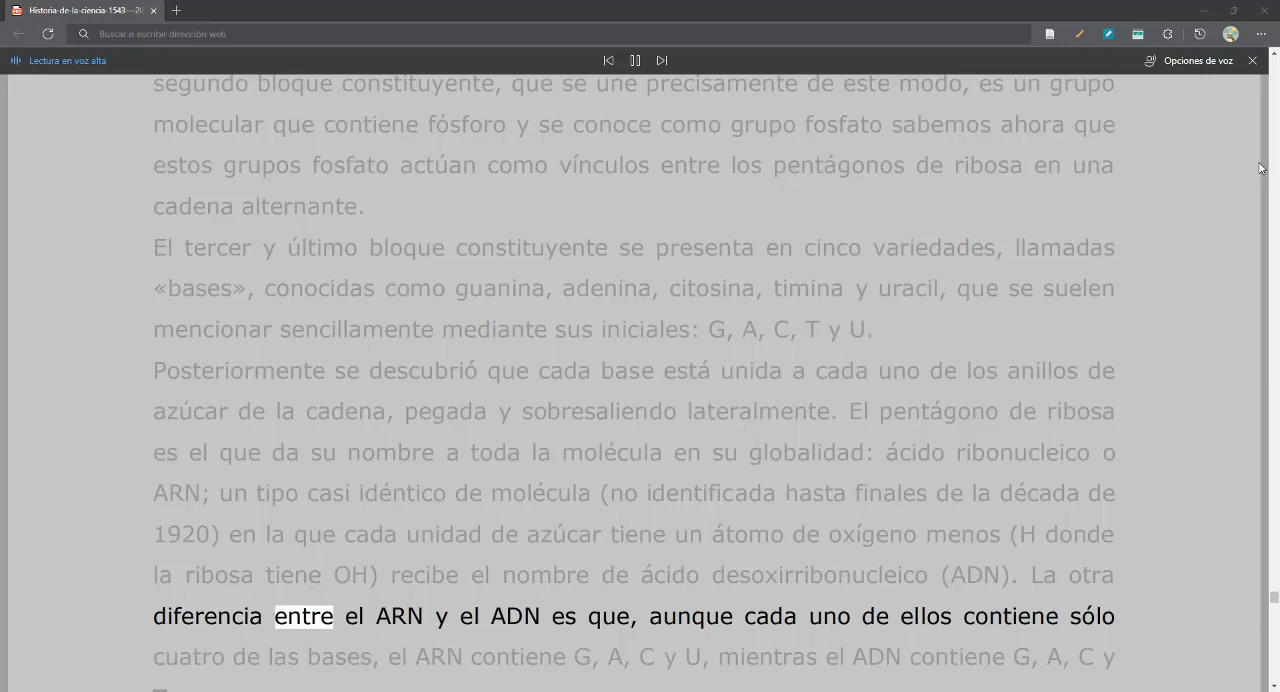 Historia-de-la-ciencia-1543---20
Buscar o escribir dirección web
Lectura en voz alta
Opciones de voz
segundo bloque constituyente, que se une precisamente de este modo, es un grupo
molecular que contiene fósforo y se conoce como grupo fosfato sabemos ahora que
estos grupos fosfato actúan como vínculos entre los pentágonos de ribosa en una
cadena alternante.
El tercer y último bloque constituyente se presenta en cinco variedades, llamadas
«bases», conocidas como guanina, adenina, citosina, timina y uracil, que se suelen
mencionar sencillamente mediante sus iniciales: G, A, C, T y U.
Posteriormente se descubrió que cada base está unida a cada uno de los anillos de
azúcar de la cadena, pegada y sobresaliendo lateralmente. El pentágono de ribosa
es el que da su nombre a toda la molécula en su globalidad: ácido ribonucleico o
ARN; un tipo casi idéntico de molécula (no identificada hasta finales de la década de
1920) en la que cada unidad de azúcar tiene un átomo de oxígeno menos (H donde
la ribosa tiene OH) recibe el nombre de ácido desoxirribonucleico (ADN). La otra
diferencia entre el ARN y el ADN es que, aunque cada uno de ellos contiene sólo
cuatro de las bases, el ARN contiene G, A, C y U, mientras el ADN contiene G, A, C y